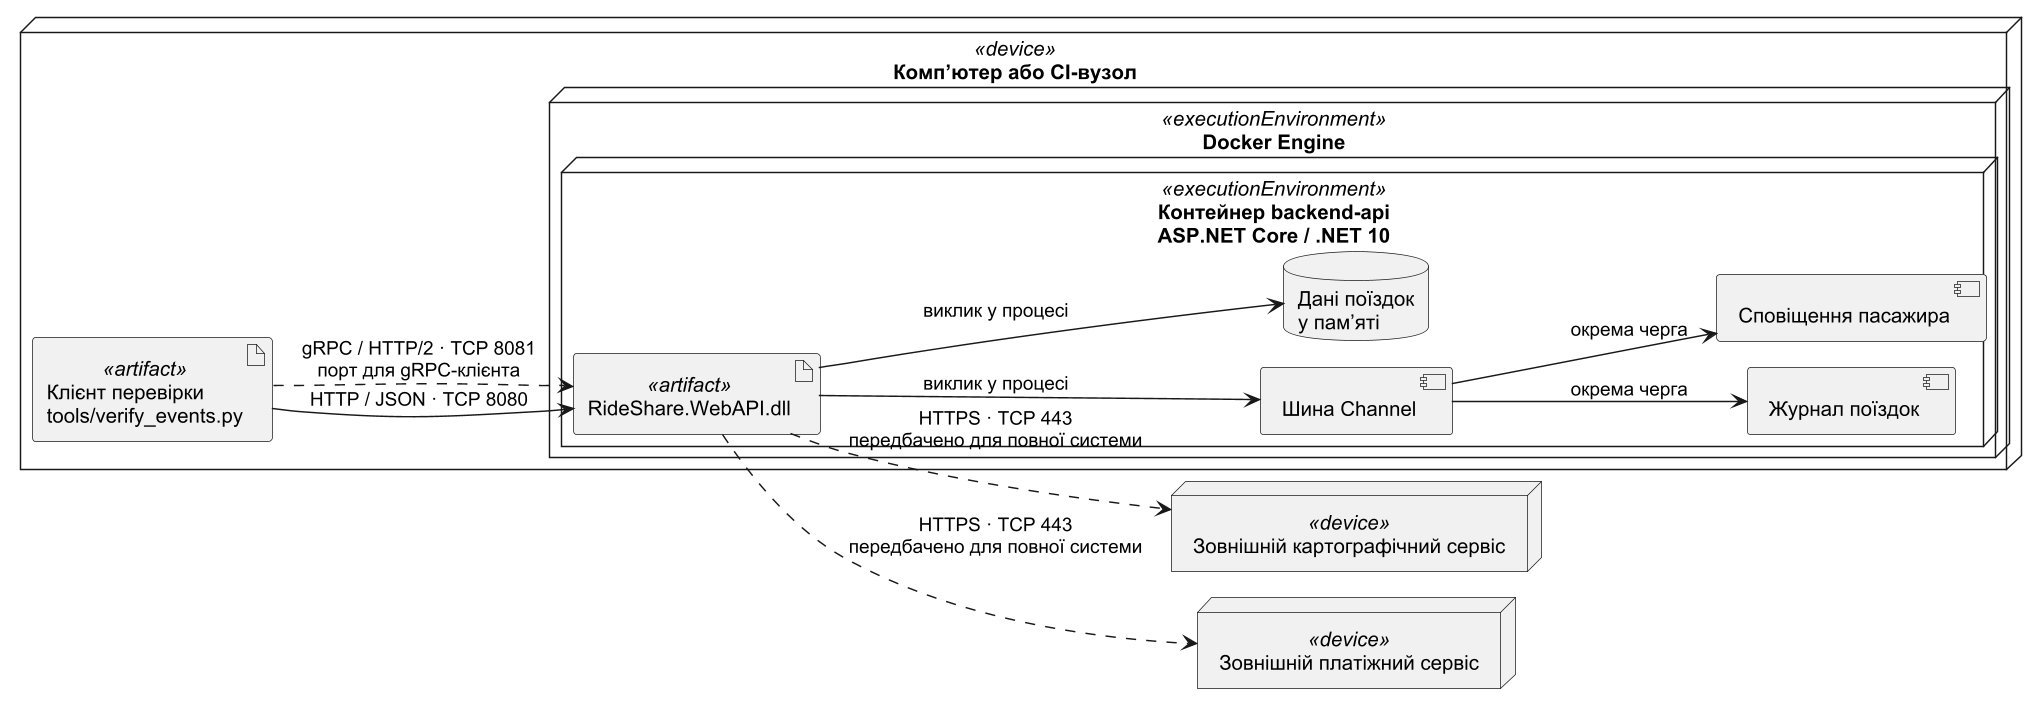 «device»
Комп’ютер або CI-вузол
«executionEnvironment»
Docker Engine
«executionEnvironment»
Контейнер backend-api
ASP.NET Core / .NET 10
«artifact»
Клієнт перевірки
tools/verify_events.py
gRPC / HTTP/2 · TCP 8081
порт для gRPC-клієнта
HTTP / JSON · TCP 8080
«artifact»
RideShare.WebAPI.dll
виклик у процесі
Дані поїздок
у пам’яті
виклик у процесі
Шина Channel
окрема черга
Сповіщення пасажира
окрема черга
Журнал поїздок
HTTPS · TCP 443
передбачено для повної системи
«device»
Зовнішній картографічний сервіс
HTTPS · TCP 443
передбачено для повної системи
«device»
Зовнішній платіжний сервіс